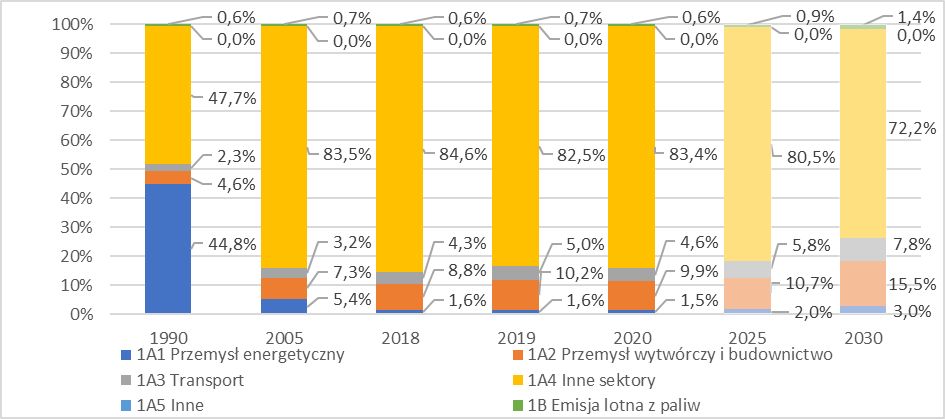 0,6% 0,7% 0,6% 0,7% 0,6% 0,9% 1,4%
100% 0,0% 0,0% 0,0% 0,0% 0,0% 0,0% 0,0%
90%
80%
70% 47,7% 72,2%
60% 83,5% 84,6% 82,5% 83,4% 80,5%
50% 2,3%
40% 4,6%
30%
20% 44,8% 3,2% 4,3% 5,0% 4,6% 5,8% 7,8%
10% 7,3% 8,8% 10,2% 9,9% 10,7% 15,5%
0% 5,4% 1,6% 1,6% 1,5% 2,0% 3,0%
1990 2005 2018 2019 2020 2025 2030
1A1 Przemysł energetyczny 1A2 Przemysł wytwórczy i budownictwo
1A3 Transport 1A4 Inne sektory
1A5 Inne 1B Emisja lotna z paliw